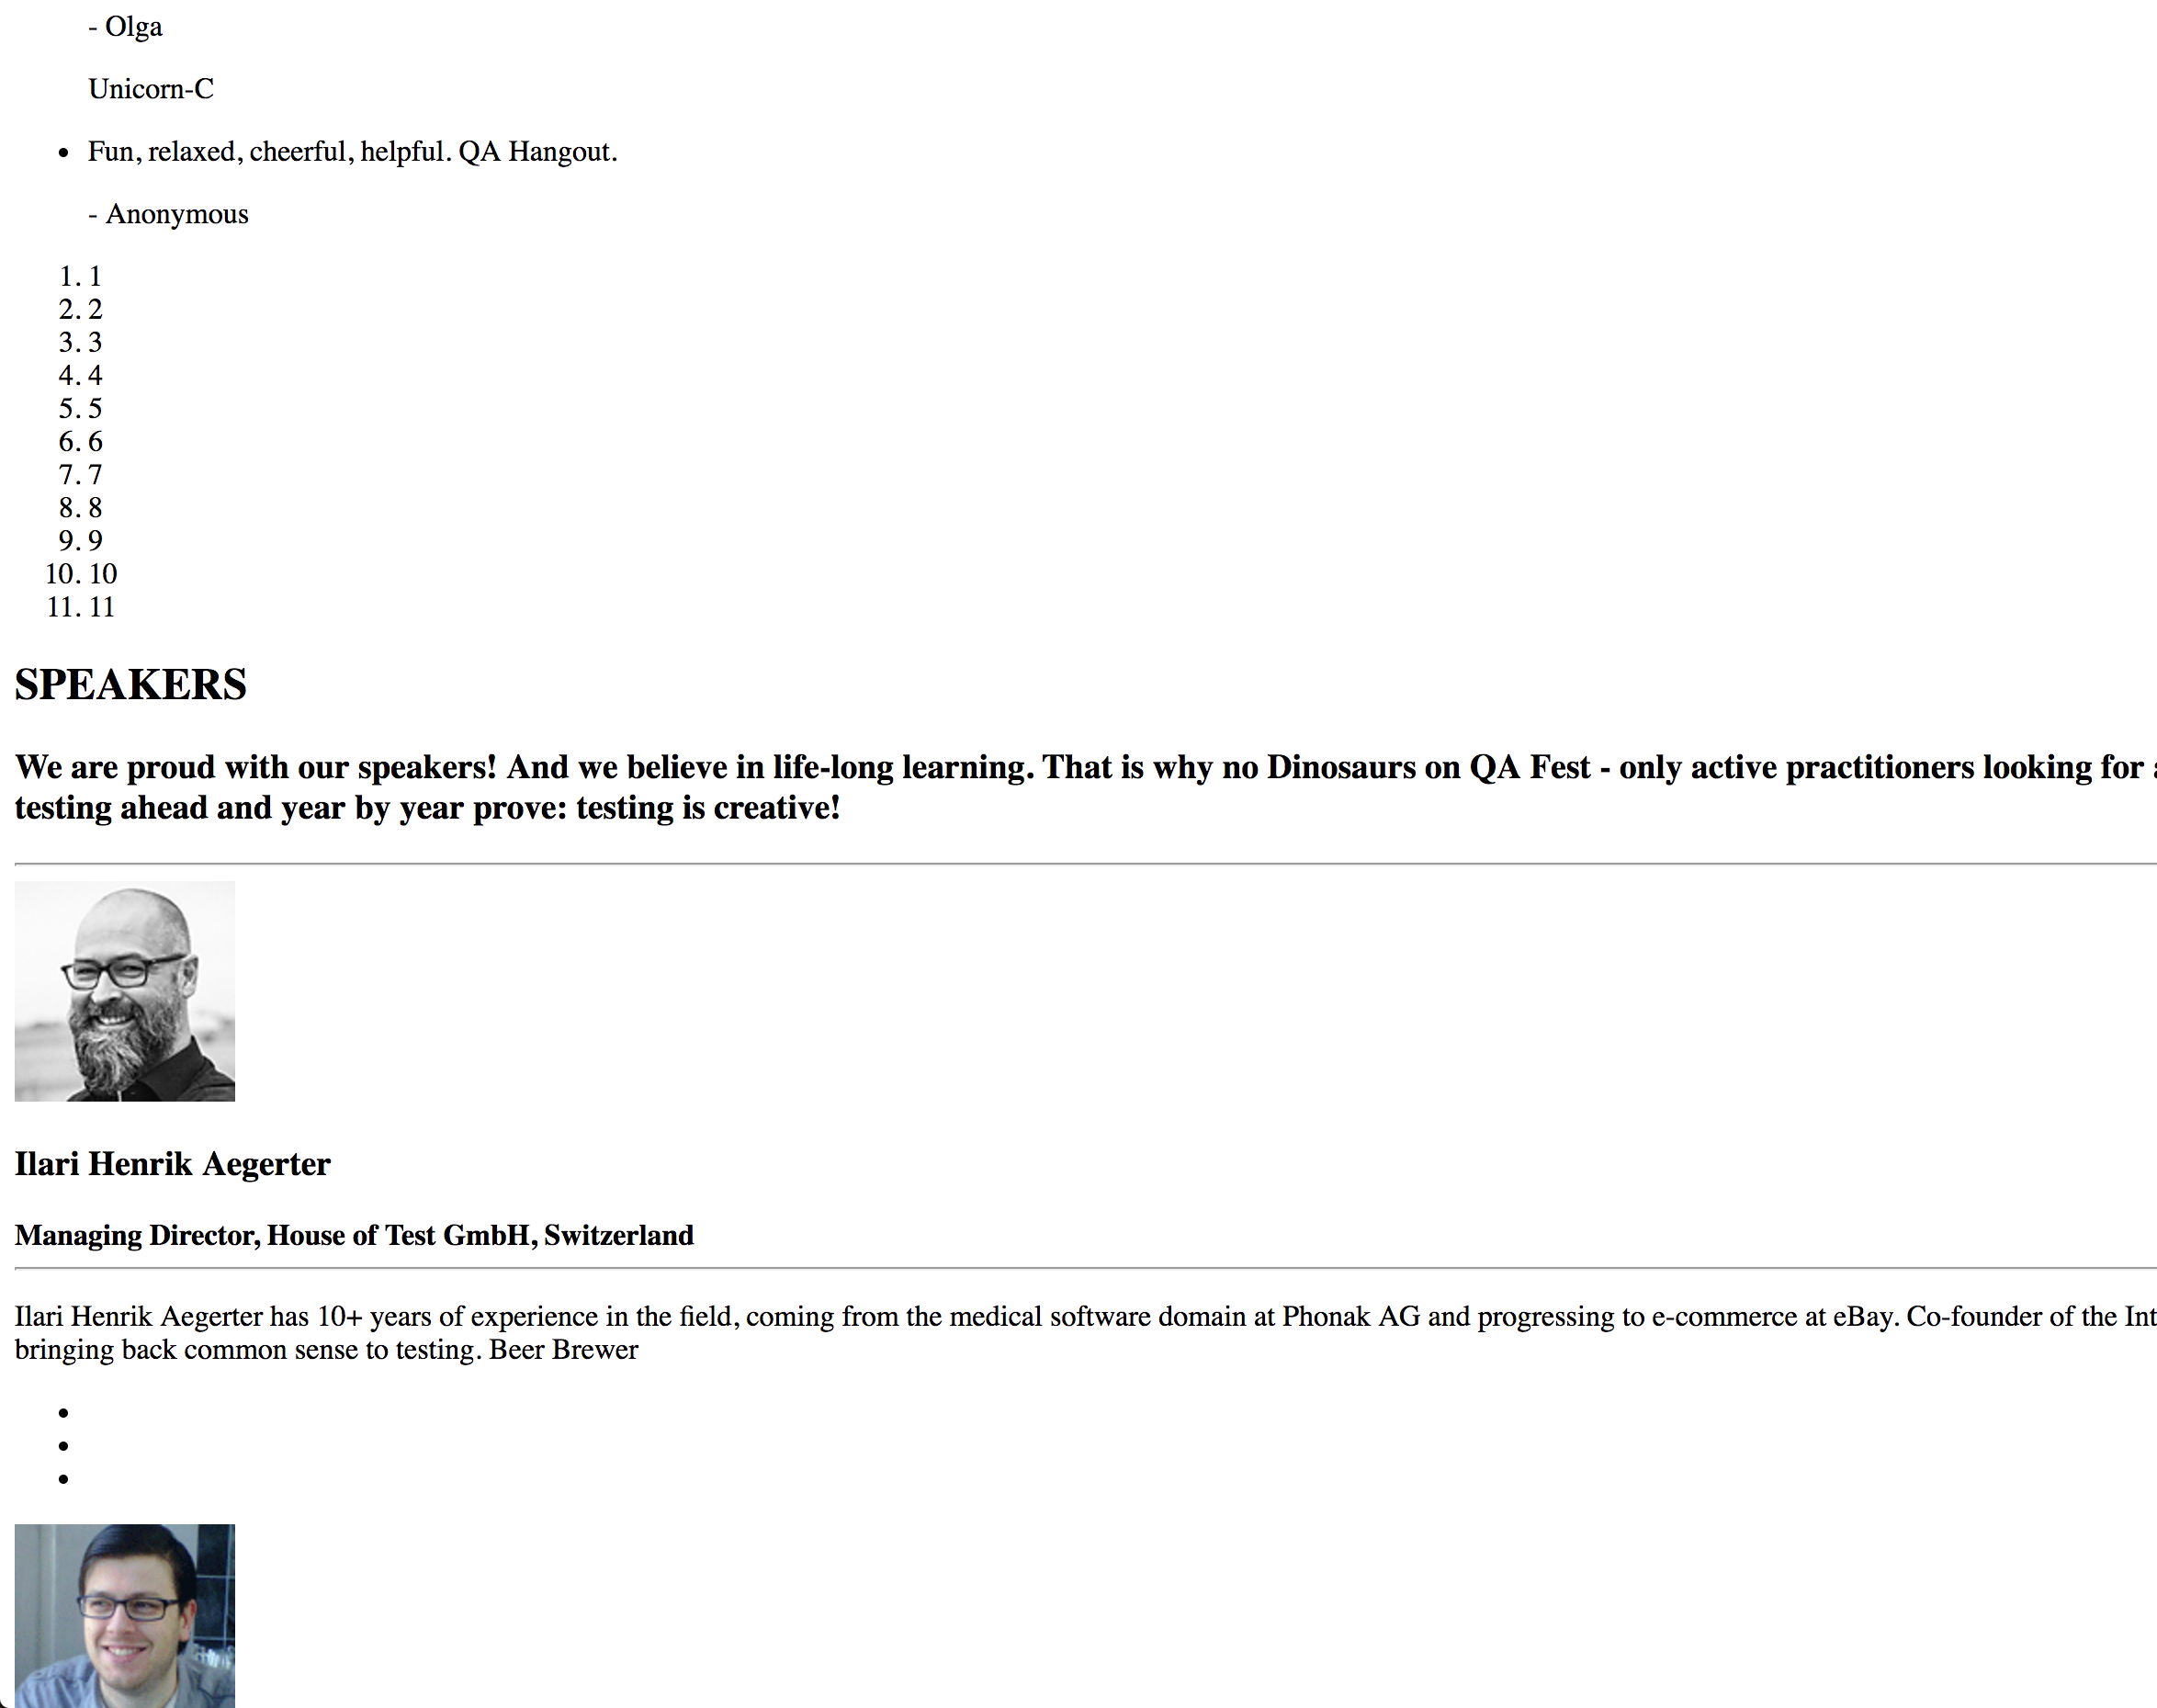 - Olga
Unicorn-C
• Fun, relaxed, cheerful, helpful. QA Hangout.
- Anonymous
1. 1
2. 2
3. 3
4. 4
5. 5
6. 6
7. 7
8. 8
9. 9
10. 10
11. 11
SPEAKERS
We are proud with our speakers! And we believe in life-long learning. That is why no Dinosaurs on QA Fest - only active practitioners looking for
testing ahead and year by year prove: testing is creative!
Ilari Henrik Aegerter
Managing Director, House of Test GmbH, Switzerland
Ilari Henrik Aegerter has 10+ years of experience in the field, coming from the medical software domain at Phonak AG and progressing to e-commerce at eBay. Co-founder of the Int
bringing back common sense to testing. Beer Brewer